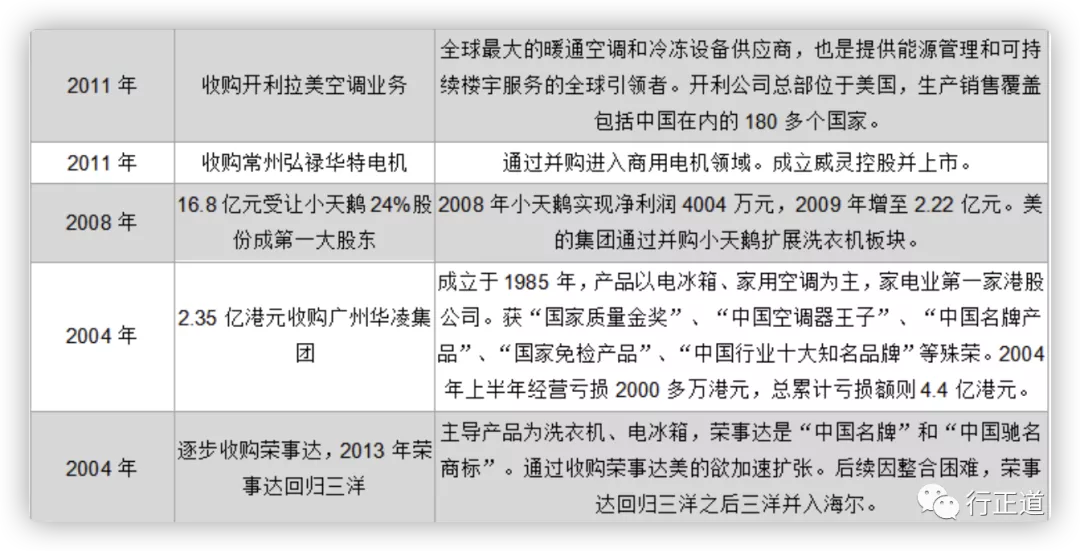 2011 年
收购开利拉美空调业务
全球最大的暖通空调和冷冻设备供应商，也是提供能源管理和可持
续楼宇服务的全球引领者。开利公司总部位于美国，生产销售覆盖
包括中国在内的 180 多个国家。
2011 年
收购常州弘禄华特电机
通过并购进入商用电机领域。成立威灵控股并上市。
2008 年
16.8 亿元受让小天鹅 24%股
份成第一大股东
2008 年小天鹅实现净利润 4004 万元，2009 年增至 2.22 亿元。美
的集团通过并购小天鹅扩展洗衣机板块。
2004 年
2.35 亿港元收购广州华凌集
团
成立于 1985 年，产品以电冰箱、家用空调为主，家电业第一家港股
公司。获“国家质量金奖”、“中国空调器王子”、“中国名牌产
品”、“国家免检产品”、“中国行业十大知名品牌”等殊荣。2004
年上半年经营亏损 2000 多万港元，总累计亏损额则 4.4 亿港元。
2004 年
逐步收购荣事达，2013 年荣
事达回归三洋
主导产品为洗衣机、电冰箱，荣事达是“中国名牌”和“中国驰名
商标”。通过收购荣事达美的欲加速扩张。后续因整合困难，荣事
达回归三洋之后三洋并入海尔。
行正道